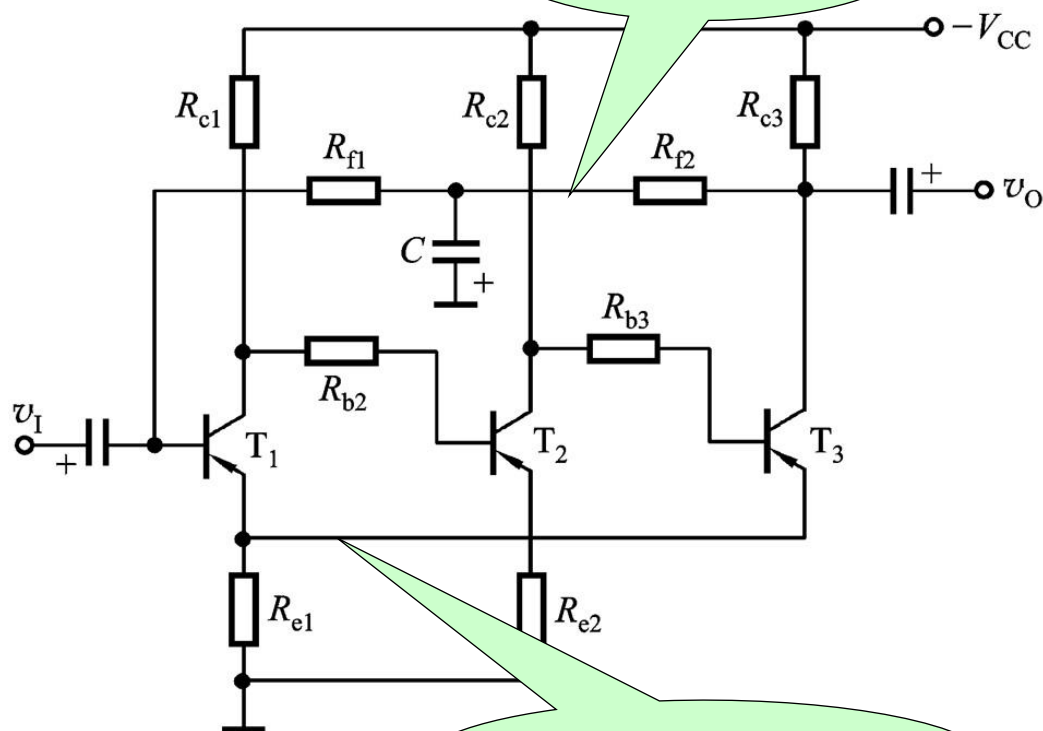 −V_CC
R_c1
R_c2
R_c3
R_f1
R_f2
+
v_O
C
+
R_b3
R_b2
v_I
+
T_1
T_2
T_3
R_e1
R_e2